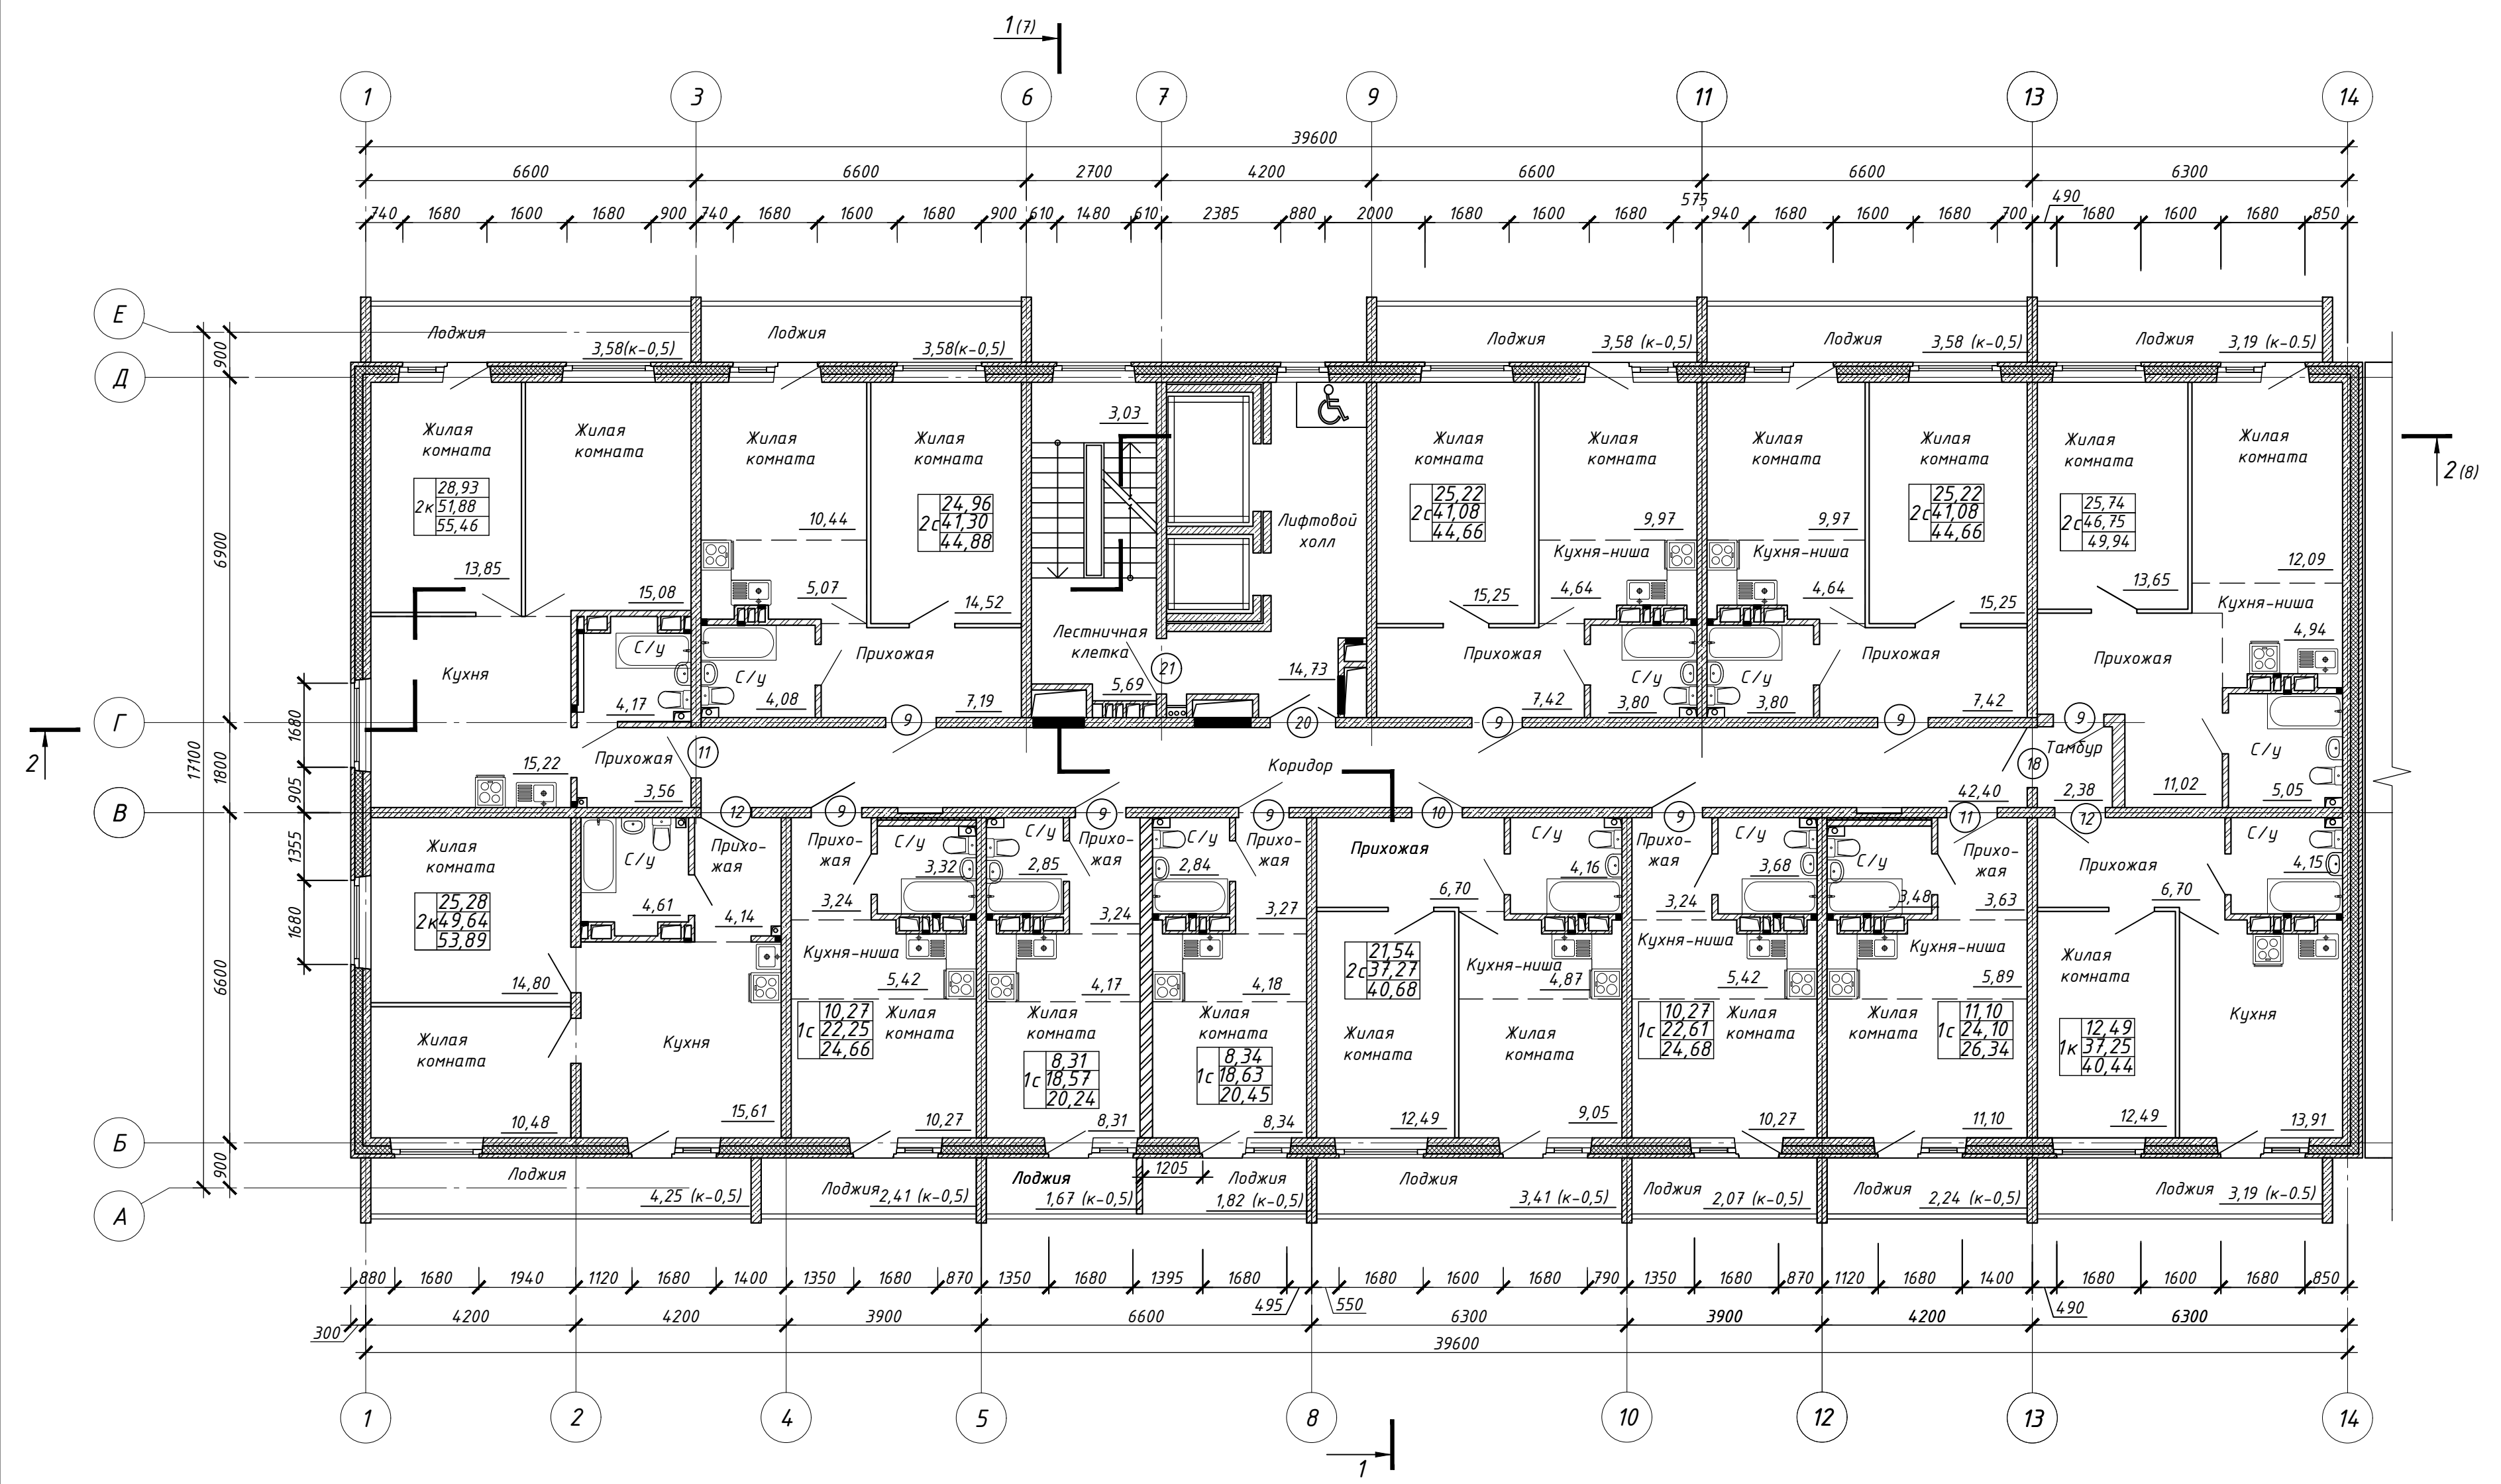 1 (7)
1 3 6 7 9 11 13 14
39600
6600 6600 2700 4200 6600 6600 6300
575 490
740 1680 1600 1680 900 740 1680 1600 1680 900 610 1480 610 2385 880 2000 1680 1600 1680 940 1680 1600 1680 700 1680 1600 1680 850
Е
Лоджия Лоджия Лоджия Лоджия Лоджия
3,58(к-0,5) 3,58(к-0,5) 3,58 (к-0,5) 3,58 (к-0,5) 3,19 (к-0.5)
900
Д
3,03
Жилая Жилая Жилая Жилая Жилая Жилая Жилая Жилая Жилая Жилая
комната комната комната комната комната комната комната комната комната комната
2 (8)
28,93 24,96 25,22 25,22 25,74
2к 51,88 2с 41,30 2с 41,08 2с 41,08 2с 46,75
55,46 44,88 44,66 44,66 49,94
10,44 Лифтовой 9,97 9,97
холл
6900
Кухня-ниша Кухня-ниша 12,09
13,85 15,08 5,07 14,52 15,25 4,64 4,64 15,25 13,65
Кухня-ниша
Лестничная 4,94
клетка
С/у Прихожая Прихожая Прихожая Прихожая
Кухня С/у 21 14,73 С/у С/у
4,17 4,08 7,19 5,69 7,42 3,80 3,80 7,42
Г
9 20 9 9 9
1680 17100 1800
2
Прихожая 11 Коридор 18 Тамбур С/у
15,22 3,56 42,40 2,38 11,02 5,05
905
В
12 9 9 9 10 9 11 12
1355
Жилая С/у Прихо- С/у С/у Прихо- С/у Прихо- Прихожая С/у Прихо- С/у С/у Прихо- Прихожая С/у
комната жая Прихо- жая жая жая жая
жая
3,32 2,85 2,84 4,16 3,68 4,15
25,28 4,61 4,14 3,24 3,24 3,27 6,70 3,24 3,48 3,63 6,70
2к 49,64
53,89
1680 6600
Кухня-ниша 21,54 Кухня-ниша Кухня-ниша Кухня-ниша Жилая
2с 37,27 комната
40,68
14,80 5,42 4,17 4,18 4,87 5,42 5,89
10,27 Жилая Жилая Жилая 10,27 Жилая Жилая 11,10 Кухня
1с 22,25 комната комната комната 1с 22,61 комната комната 1с 24,10
24,66 24,68 26,34
Жилая Кухня Жилая Жилая 12,49
комната комната комната 1к 37,25
40,44
8,31 8,34
1с 18,57 1с 18,63
20,24 20,45
10,48 15,61 10,27 8,31 8,34 12,49 9,05 10,27 11,10 12,49 13,91
Б
900
1205
Лоджия Лоджия Лоджия Лоджия Лоджия Лоджия Лоджия Лоджия
4,25 (к-0,5) 2,41 (к-0,5) 1,67 (к-0,5) 1,82 (к-0,5) 3,41 (к-0,5) 2,07 (к-0,5) 2,24 (к-0,5) 3,19 (к-0.5)
А
880 1680 1940 1120 1680 1400 1350 1680 870 1350 1680 1395 1680 1680 1600 1680 790 1350 1680 870 1120 1680 1400 1680 1600 1680 850
495 550 490
300 4200 4200 3900 6600 6300 3900 4200 6300
39600
1 2 4 5 8 10 12 13 14
1